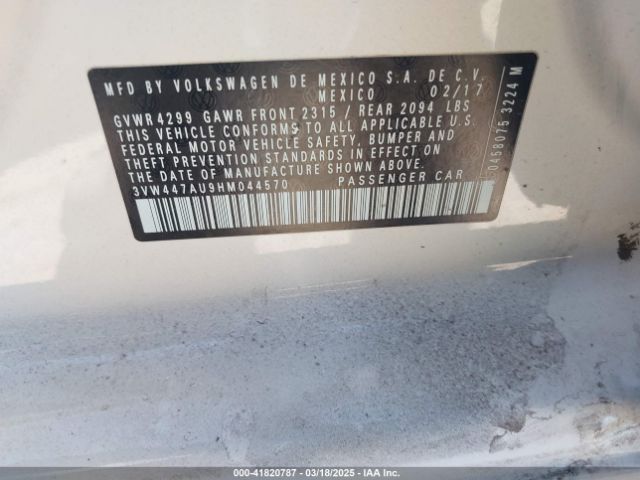 MFD BY VOLKSWAGEN DE MEXICO S.A. DE C.V.
MEXICO 02/17
GVWR 4299 GAWR FRONT 2315 / REAR 2094 LBS
THIS VEHICLE CONFORMS TO ALL APPLICABLE U.S.
FEDERAL MOTOR VEHICLE SAFETY, BUMPER AND
THEFT PREVENTION STANDARDS IN EFFECT ON
THE DATE OF MANUFACTURE SHOWN ABOVE.
3VW447AU9HM044570 PASSENGER CAR
0458075 3224 M
000-41820787 - 03/18/2025 - IAA Inc.